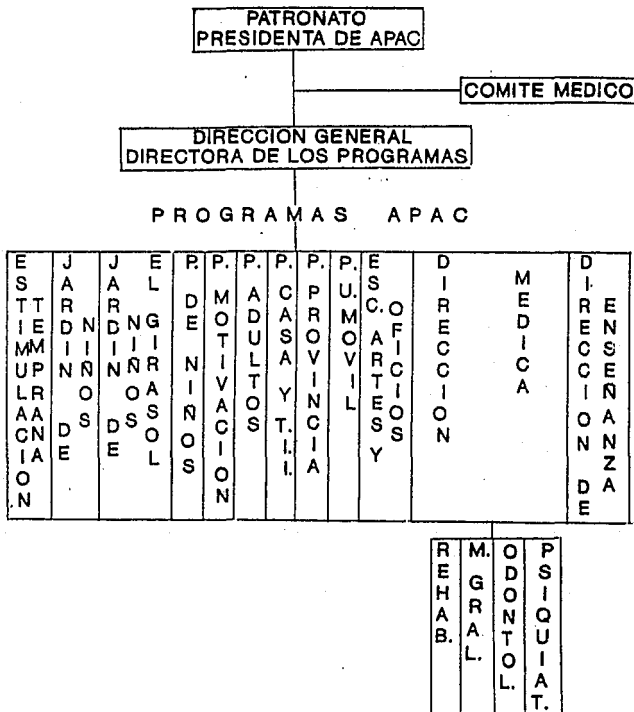 PATRONATO
PRESIDENTA DE APAC
COMITE MEDICO
DIRECCION GENERAL
DIRECTORA DE LOS PROGRAMAS
PROGRAMAS APAC
ESTIMULACION
TEMPRANA
JARDIN DE
NIÑOS
JARDIN DE
NIÑOS
EL GIRASOL
P. DE NIÑOS
P. MOTIVACION
P. ADULTOS
P. CASA Y T.I.I.
P. PROVINCIA
P. U. MOVIL
ESC. ARTES Y
OFICIOS
DIRECCION
MEDICA
DIRECCION DE
ENSEÑANZA
REHAB.
M. GRAL.
ODONTOL.
PSIQUIAT.